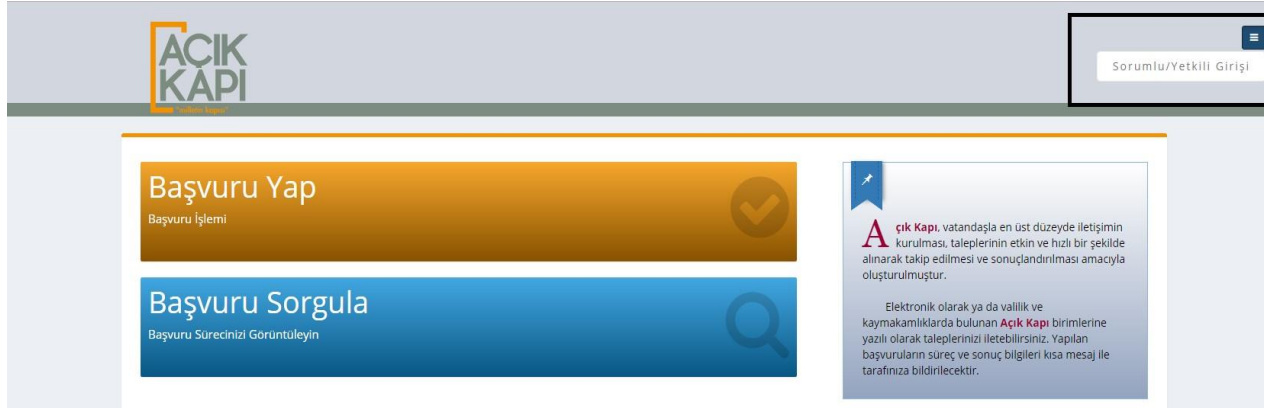 AÇIK
KAPI
Sorumlu/Yetkili Girişi
Başvuru Yap
Başvuru İşlemi
Başvuru Sorgula
Başvuru Sürecinizi Görüntüleyin
Açık Kapı, vatandaşla en üst düzeyde iletişimin
kurulması, taleplerinin etkin ve hızlı bir şekilde
alınarak takip edilmesi ve sonuçlandırılması amacıyla
oluşturulmuştur.
Elektronik olarak ya da valilik ve
kaymakamlıklarda bulunan Açık Kapı birimlerine
yazılı olarak taleplerinizi iletebilirsiniz. Yapılan
başvuruların süreç ve sonuç bilgileri kısa mesaj ile
tarafınıza bildirilecektir.